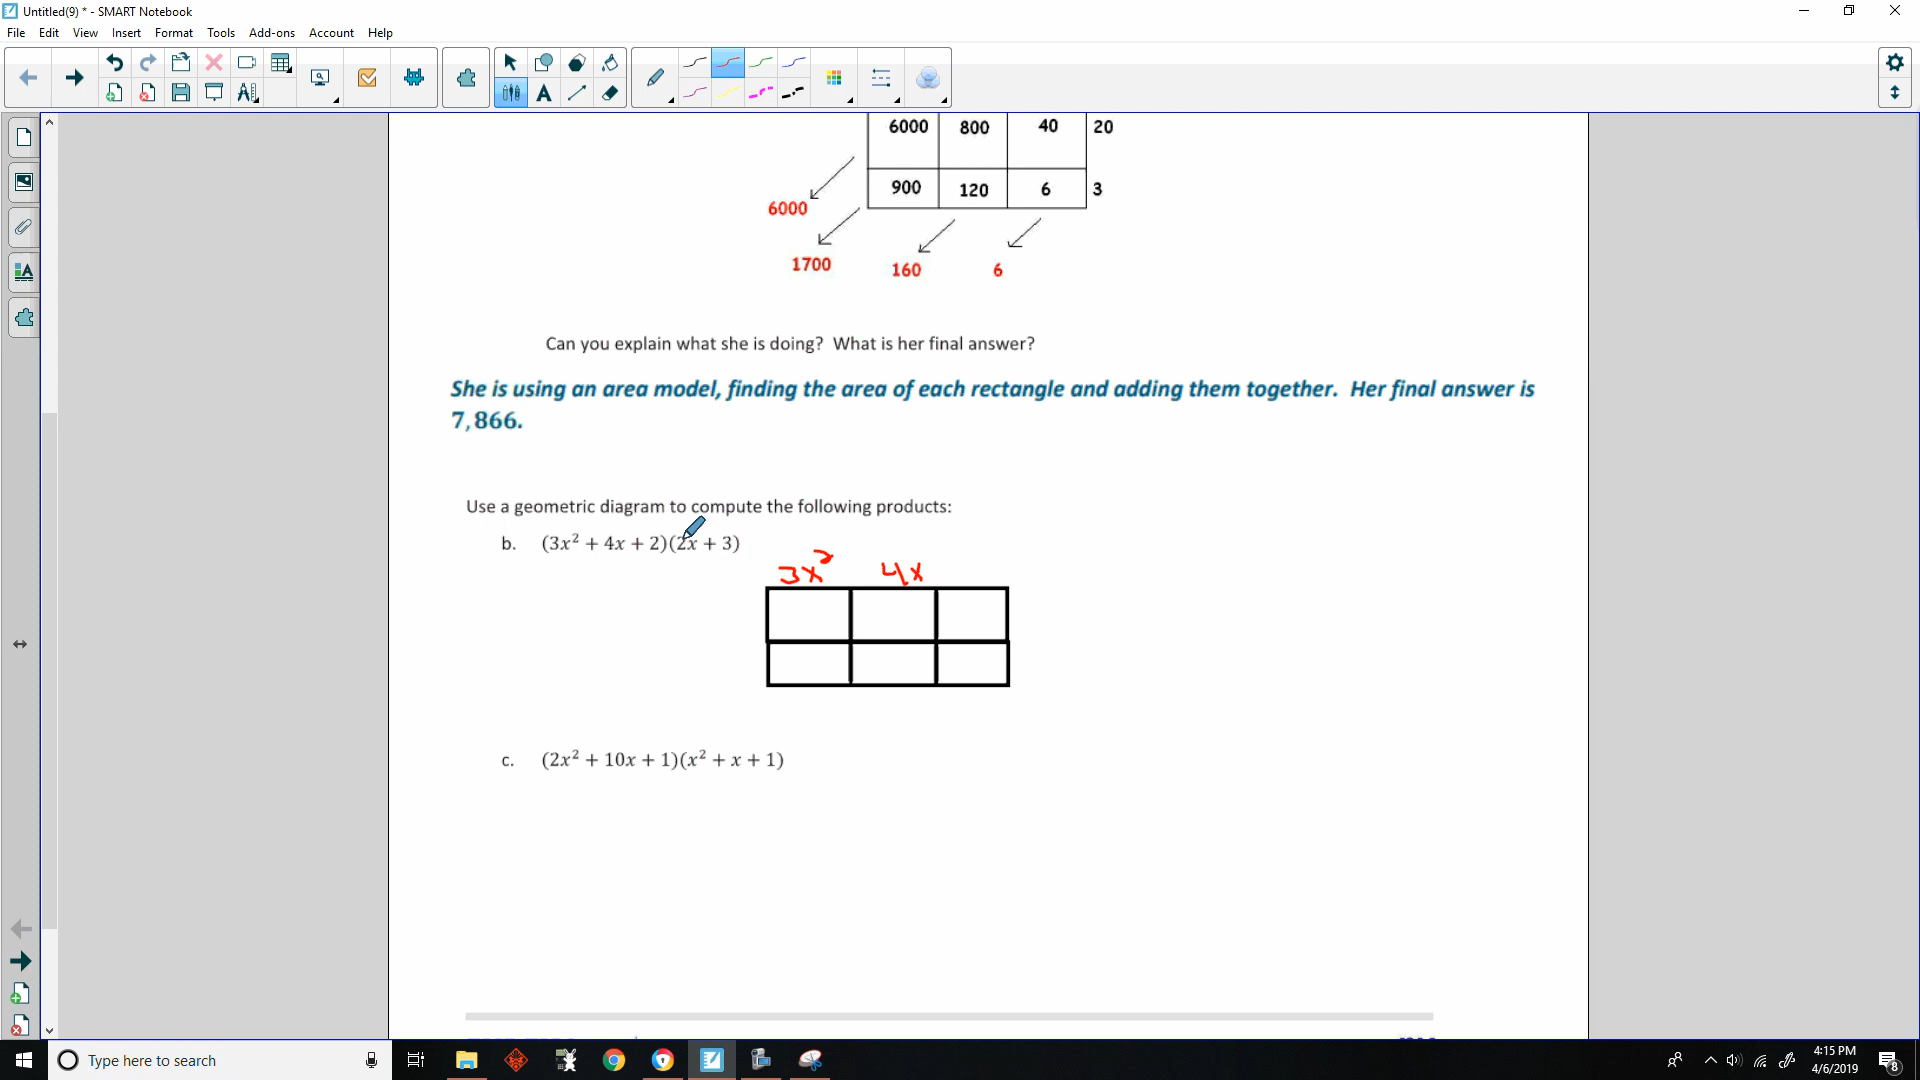 Untitled(9) * - SMART Notebook
File Edit View Insert Format Tools Add-ons Account Help
6000 800 40 20
900 120 6 3
6000
1700 160 6
Can you explain what she is doing? What is her final answer?
She is using an area model, finding the area of each rectangle and adding them together. Her final answer is
7,866.
Use a geometric diagram to compute the following products:
b. (3x² + 4x + 2)(2x + 3)
3x² 4x
c. (2x² + 10x + 1)(x² + x + 1)
Type here to search
4:15 PM
4/6/2019
8